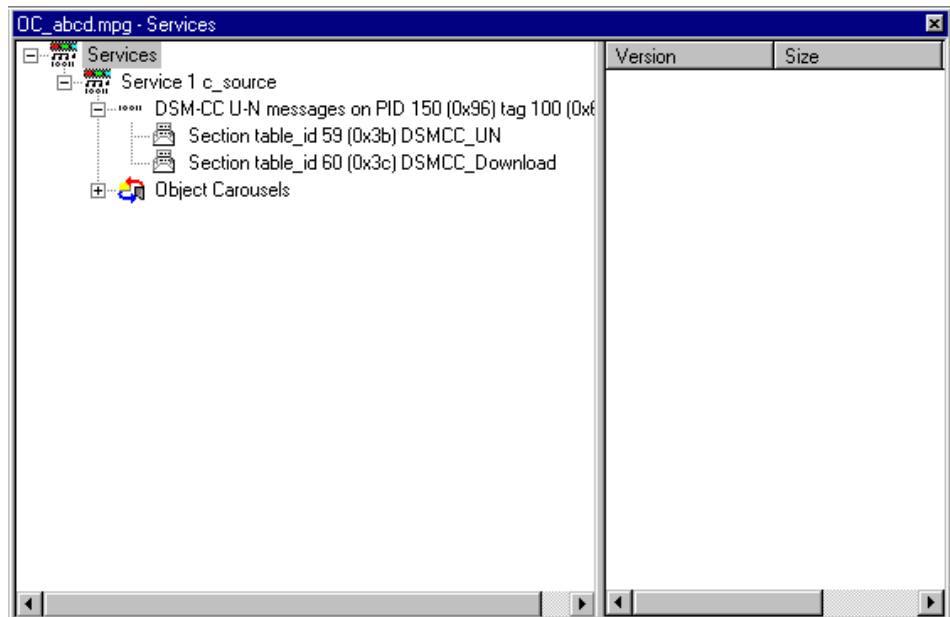 OC_abcd.mpg - Services
Services
Version Size
Service 1 c_source
DSM-CC U-N messages on PID 150 (0x96) tag 100 (0x6
Section table_id 59 (0x3b) DSMCC_UN
Section table_id 60 (0x3c) DSMCC_Download
Object Carousels